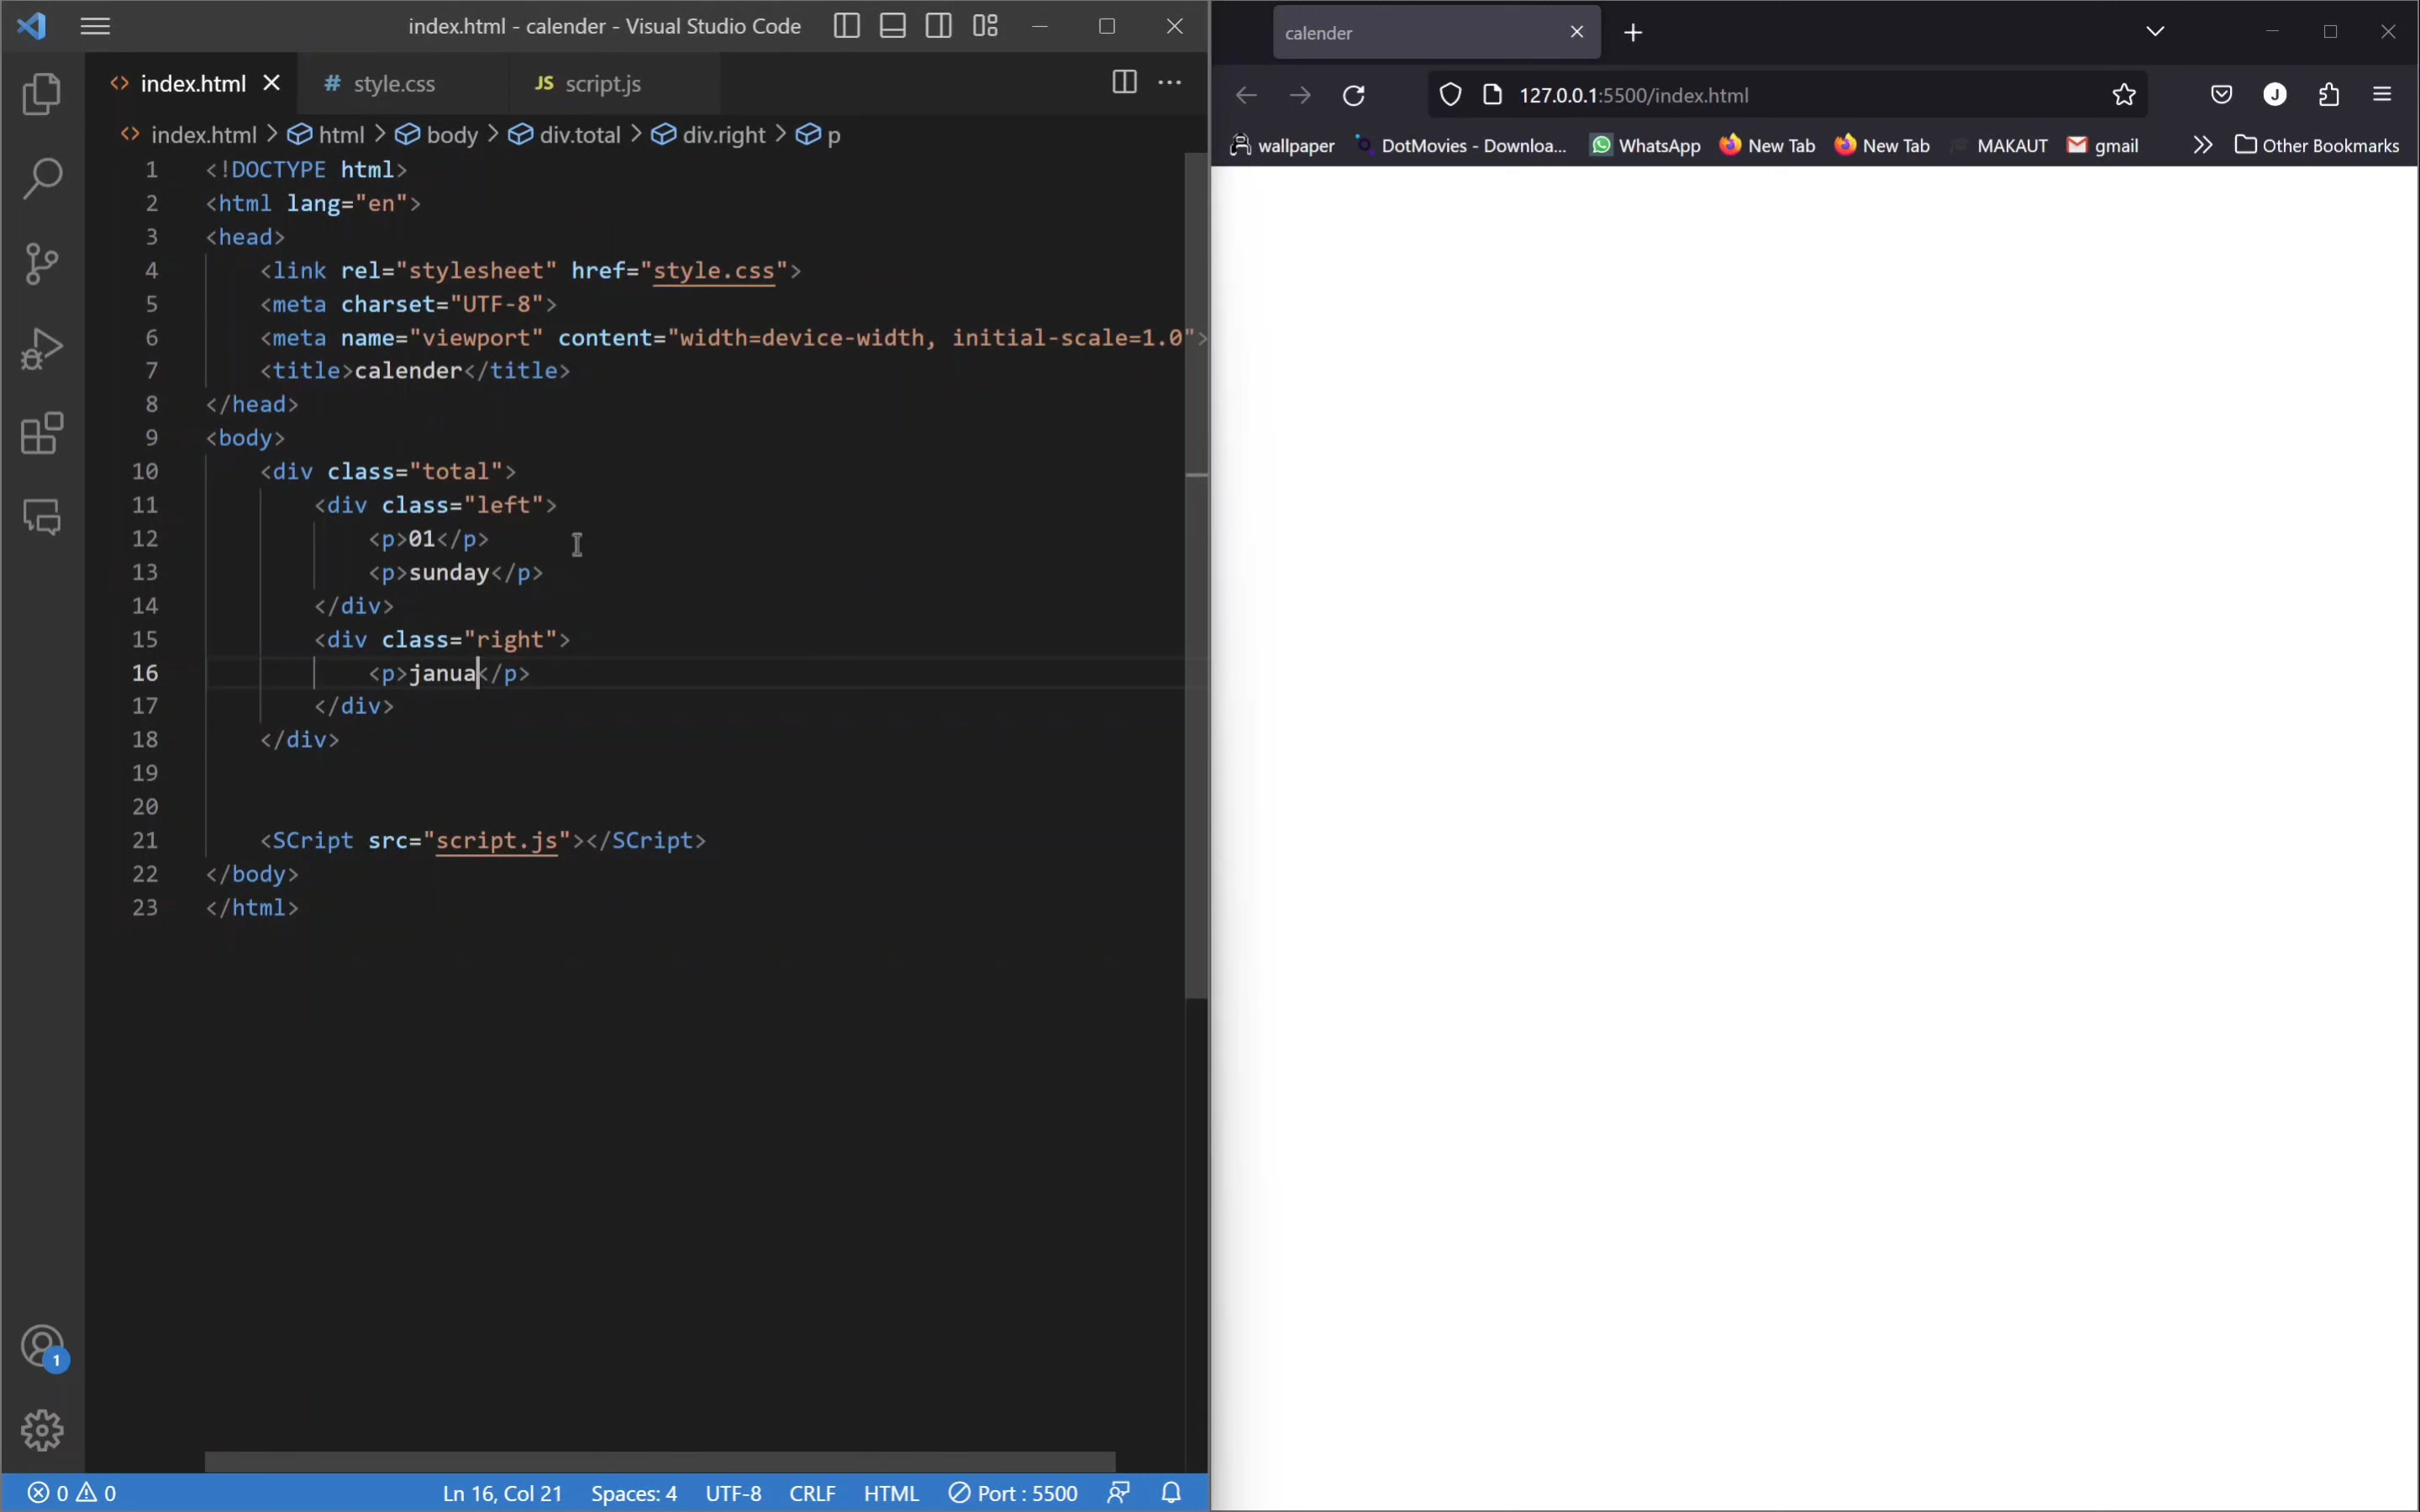 index.html - calender - Visual Studio Code
index.html
# style.css
JS script.js
index.html > html > body > div.total > div.right > p
1 <!DOCTYPE html>
2 <html lang="en">
3 <head>
4 <link rel="stylesheet" href="style.css">
5 <meta charset="UTF-8">
6 <meta name="viewport" content="width=device-width, initial-scale=1.0">
7 <title>calender</title>
8 </head>
9 <body>
10 <div class="total">
11 <div class="left">
12 <p>01</p>
13 <p>sunday</p>
14 </div>
15 <div class="right">
16 <p>janua</p>
17 </div>
18 </div>
19
20
21 <SCript src="script.js"></SCript>
22 </body>
23 </html>
1
0 0 Ln 16, Col 21 Spaces: 4 UTF-8 CRLF HTML Port : 5500
calender
127.0.0.1:5500/index.html
J
wallpaper DotMovies - Downloa... WhatsApp New Tab New Tab MAKAUT gmail Other Bookmarks